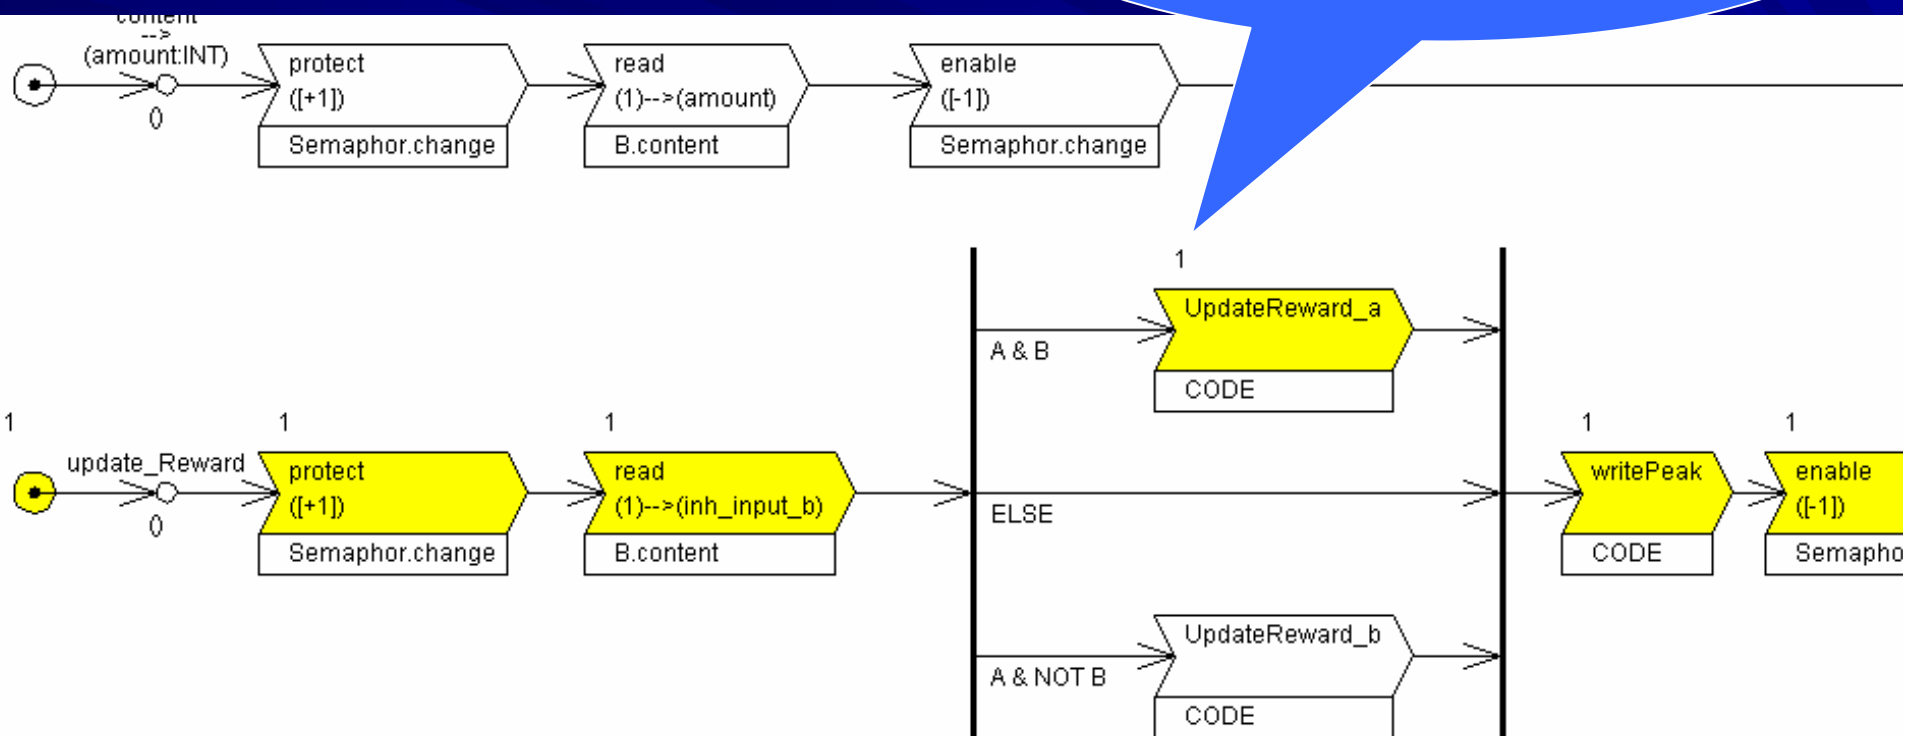 content
-->
(amount:INT)
0
protect
([+1])
Semaphor.change
read
(1)-->(amount)
B.content
enable
([-1])
Semaphor.change
1
UpdateReward_a
CODE
A & B
1
update_Reward
0
1
protect
([+1])
Semaphor.change
1
read
(1)-->(inh_input_b)
B.content
ELSE
1
writePeak
CODE
1
enable
([-1])
Semapho
A & NOT B
UpdateReward_b
CODE